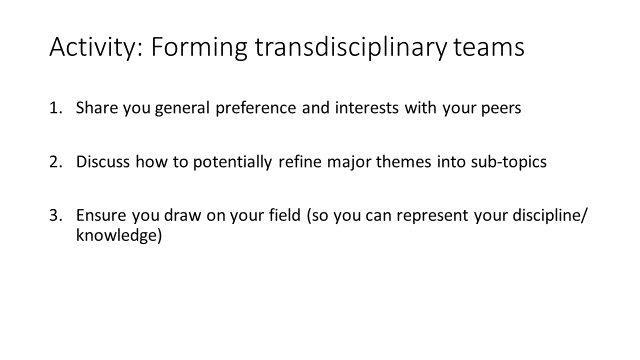 Activity: Forming transdisciplinary teams
1. Share you general preference and interests with your peers
2. Discuss how to potentially refine major themes into sub-topics
3. Ensure you draw on your field (so you can represent your discipline/
knowledge)